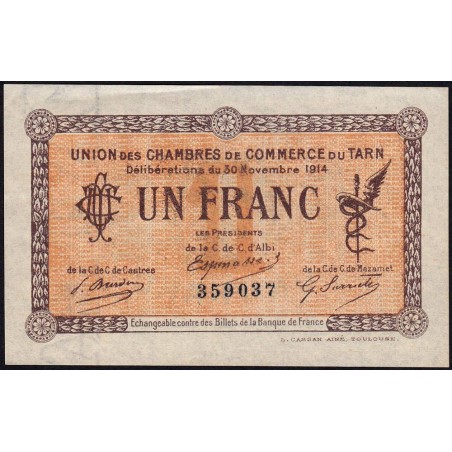 UNION DES CHAMBRES DE COMMERCE DU TARN
Délibérations du 30 Novembre 1914
UN FRANC
LES PRÉSIDENTS
de la C. de C. d'Albi
de la C. de C. de Castres
de la C. de C. de Mazamet
359037
Echangeable contre des Billets de la Banque de France
L. CASSAN AINÉ, TOULOUSE.